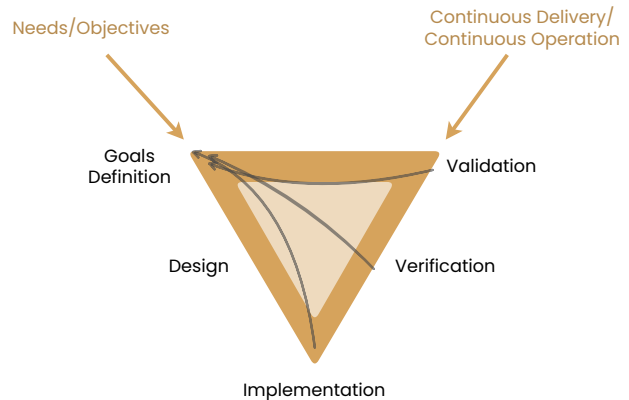 Needs/Objectives
Continuous Delivery/
Continuous Operation
Goals
Definition
Validation
Design
Verification
Implementation